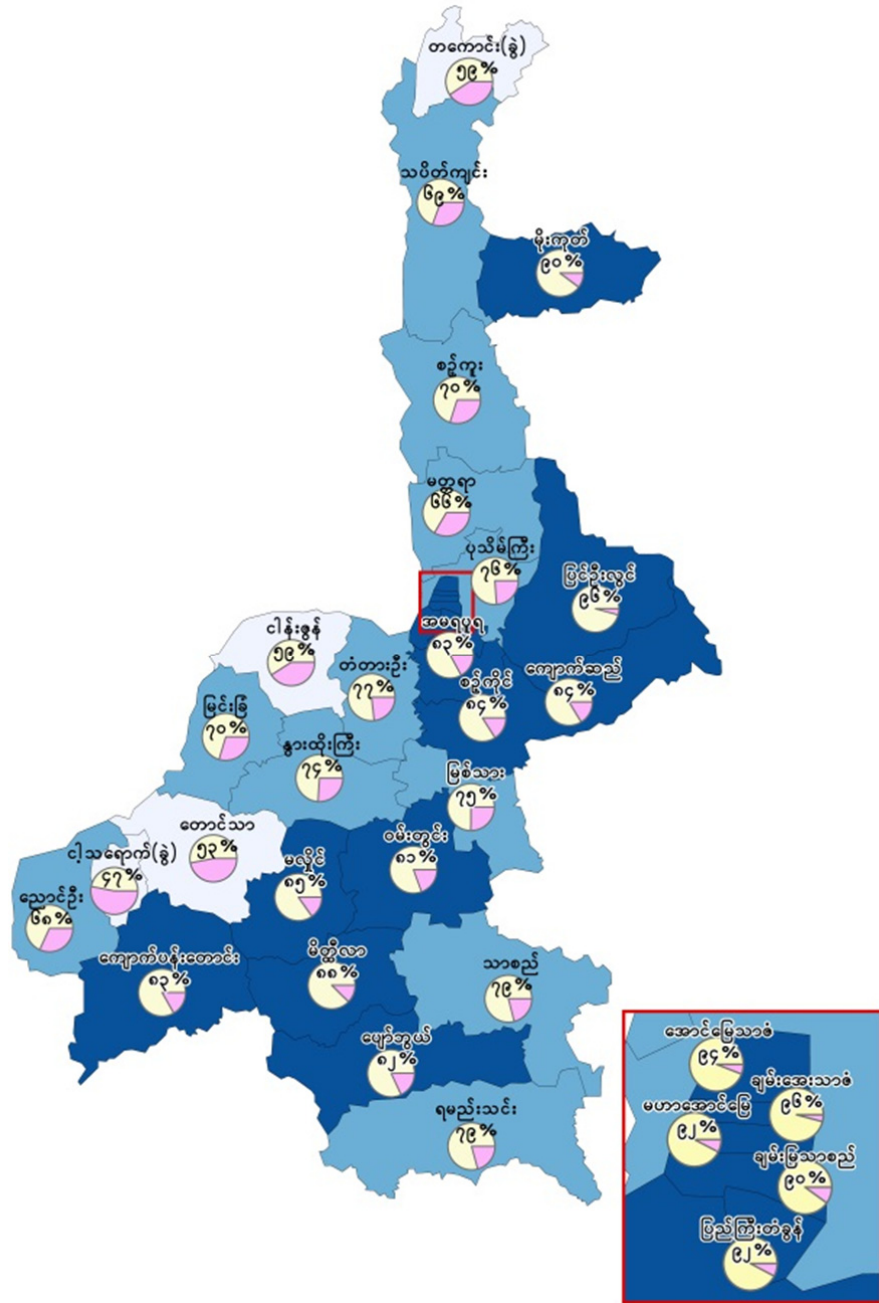 တကောင်း(ခွဲ)
၅၉%
သပိတ်ကျင်း
၆၉%
မိုးကုတ်
၉၀%
စဉ့်ကူး
၇၀%
မတ္တရာ
၆၆%
ပုသိမ်ကြီး
၇၆%
ပြင်ဦးလွင်
၉၆%
အမရပူရ
၈၃%
ငါန်းဇွန်
၅၉%
တံတားဦး
၇၇%
စဉ့်ကိုင်
၈၄%
ကျောက်ဆည်
၈၄%
မြင်းခြံ
၇၀%
နွားထိုးကြီး
၇၄%
မြစ်သား
၇၅%
တောင်သာ
၅၃%
ငါ့သရောက်(ခွဲ)
၄၇%
မလှိုင်
၈၅%
ဝမ်းတွင်း
၈၁%
ညောင်ဦး
၆၈%
ကျောက်ပန်းတောင်း
၈၃%
မိတ္ထီလာ
၈၈%
သာစည်
၇၉%
ပျော်ဘွယ်
၈၂%
ရမည်းသင်း
၇၉%
အောင်မြေသာဇံ
၉၄%
ချမ်းအေးသာဇံ
၉၆%
မဟာအောင်မြေ
၉၂%
ချမ်းမြသာစည်
၉၀%
ပြည်ကြီးတံခွန်
၉၂%